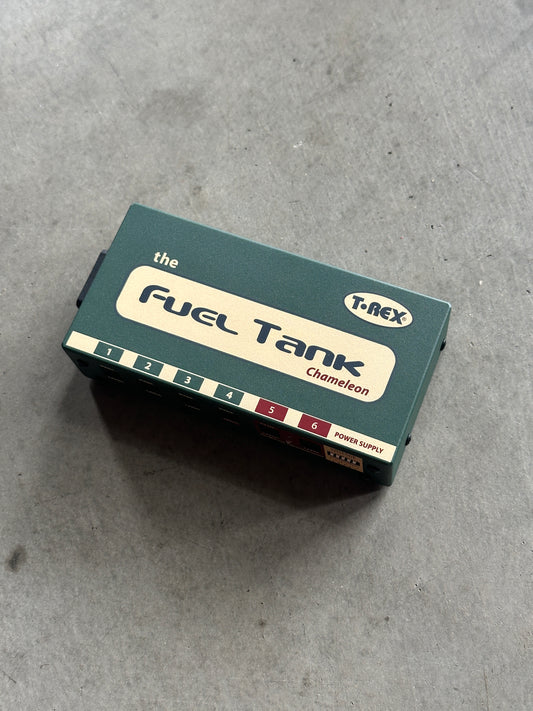 the
Fuel Tank
Chameleon
T·REX
1 2 3 4 5 6 POWER SUPPLY